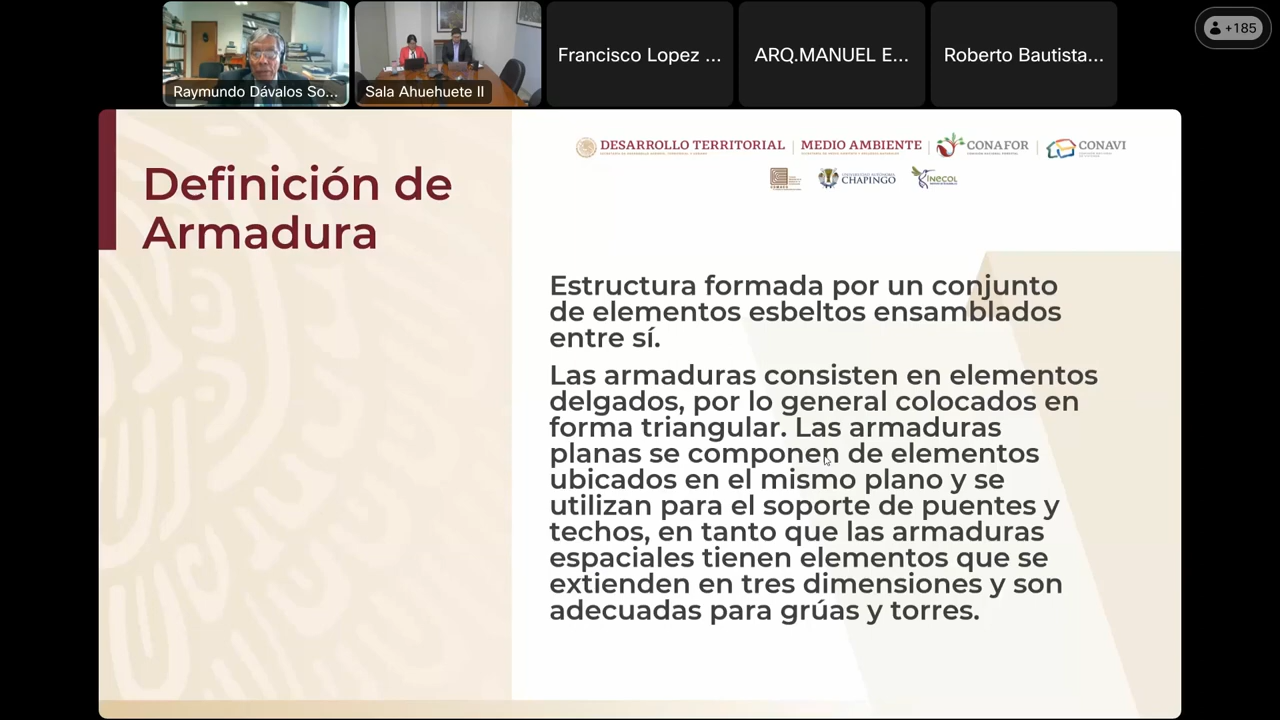 +185
Raymundo Dávalos So...
Sala Ahuehuete II
Francisco Lopez ...
ARQ.MANUEL E...
Roberto Bautista...
DESARROLLO TERRITORIAL
MEDIO AMBIENTE
CONAFOR
CONAVI
CHAPINGO
INECOL
Definición de
Armadura
Estructura formada por un conjunto
de elementos esbeltos ensamblados
entre sí.
Las armaduras consisten en elementos
delgados, por lo general colocados en
forma triangular. Las armaduras
planas se componen de elementos
ubicados en el mismo plano y se
utilizan para el soporte de puentes y
techos, en tanto que las armaduras
espaciales tienen elementos que se
extienden en tres dimensiones y son
adecuadas para grúas y torres.